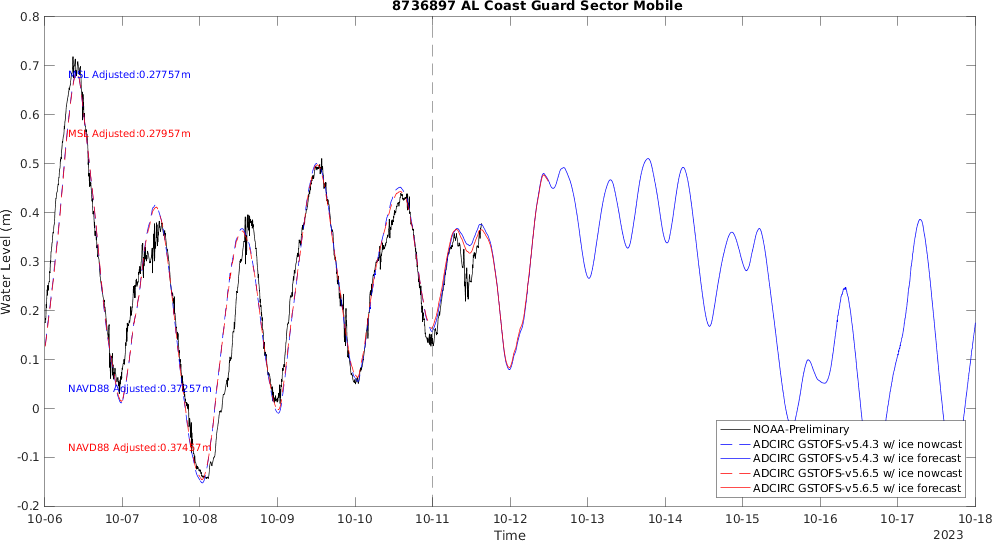 8736897 AL Coast Guard Sector Mobile
0.8
0.7
0.6
0.5
0.4
0.3
0.2
0.1
0
-0.1
-0.2
Water Level (m)
MSL Adjusted:0.27757m
MSL Adjusted:0.27957m
NAVD88 Adjusted:0.37257m
NAVD88 Adjusted:0.37457m
NOAA-Preliminary
ADCIRC GSTOFS-v5.4.3 w/ ice nowcast
ADCIRC GSTOFS-v5.4.3 w/ ice forecast
ADCIRC GSTOFS-v5.6.5 w/ ice nowcast
ADCIRC GSTOFS-v5.6.5 w/ ice forecast
10-06 10-07 10-08 10-09 10-10 10-11 10-12 10-13 10-14 10-15 10-16 10-17 10-18
Time
2023